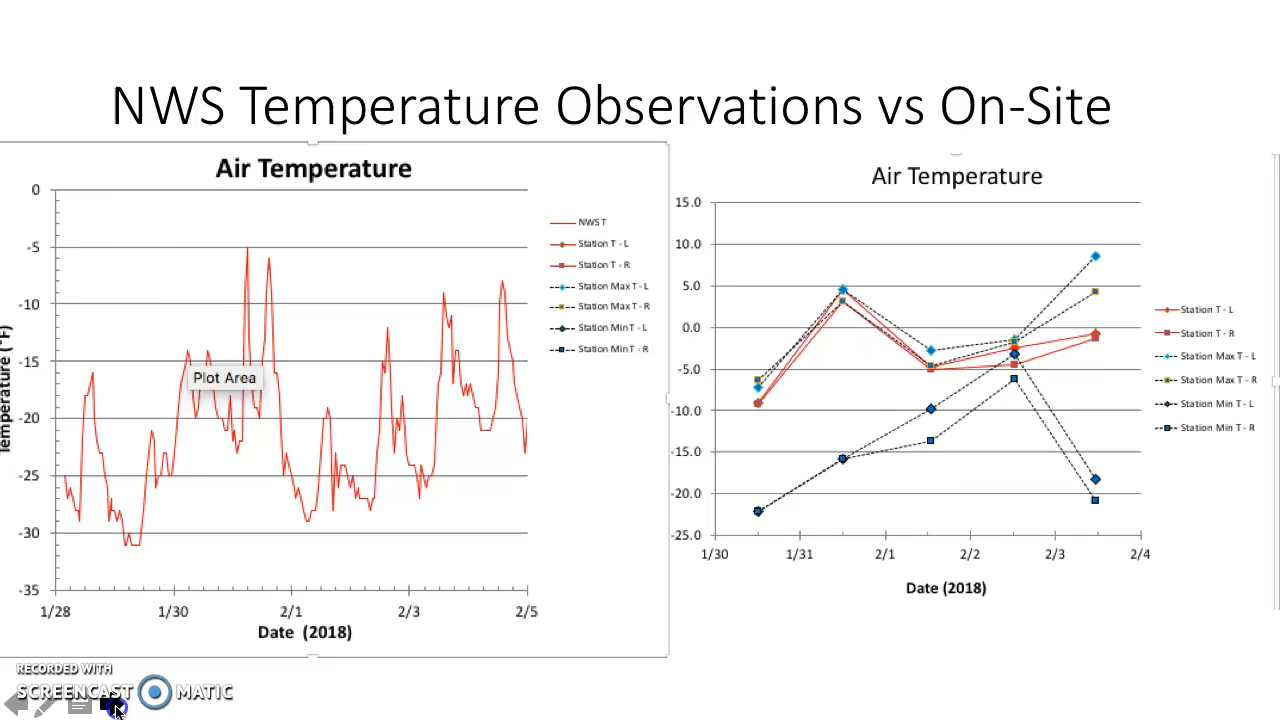 NWS Temperature Observations vs On-Site
Air Temperature
0
-5
-10
-15
-20
-25
-30
-35
Temperature (°F)
1/28
1/30
2/1
2/3
2/5
Date (2018)
Plot Area
NWS T
Station T - L
Station T - R
Station Max T - L
Station Max T - R
Station Min T - L
Station Min T - R
Air Temperature
15.0
10.0
5.0
0.0
-5.0
-10.0
-15.0
-20.0
-25.0
1/30
1/31
2/1
2/2
2/3
2/4
Date (2018)
Station T - L
Station T - R
Station Max T - L
Station Max T - R
Station Min T - L
Station Min T - R
RECORDED WITH
SCREENCAST MATIC